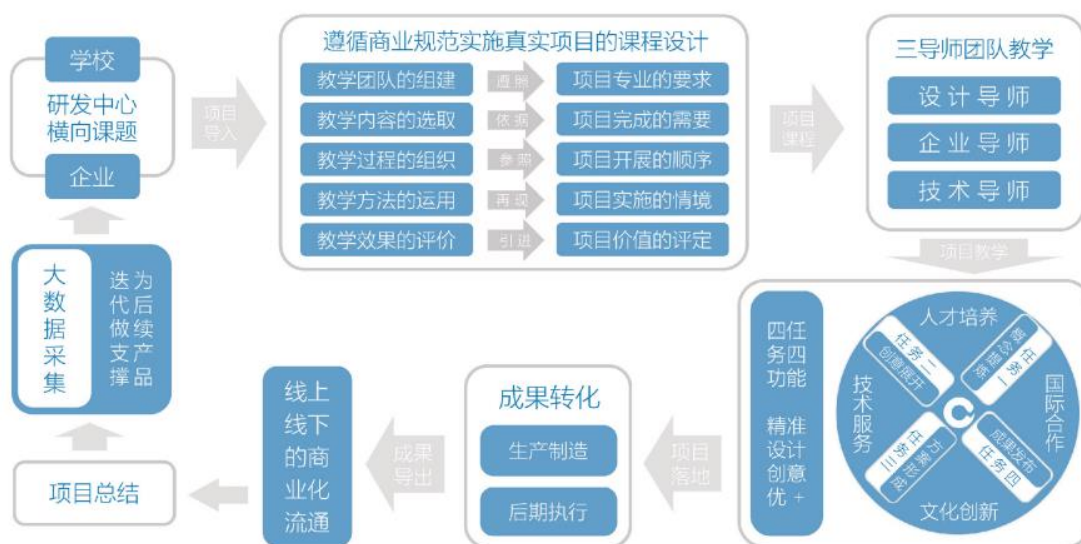 学校
研发中心
横向课题
企业
项目
导入
遵循商业规范实施真实项目的课程设计
教学团队的组建
遵照
项目专业的要求
教学内容的选取
依据
项目完成的需要
教学过程的组织
参照
项目开展的顺序
教学方法的运用
再现
项目实施的情境
教学效果的评价
引进
项目价值的评定
项目
课程
三导师团队教学
设计导师
企业导师
技术导师
项目教学
四任务四功能
精准设计创意优+
人才培养
国际合作
文化创新
技术服务
任务一
概念提炼
任务二
创意展开
任务三
方案形成
任务四
成果发布
项目
落地
成果转化
生产制造
后期执行
成果
导出
线上
线下
的商
业化
流通
项目总结
大数据采集
为后续产品
迭代做支撑